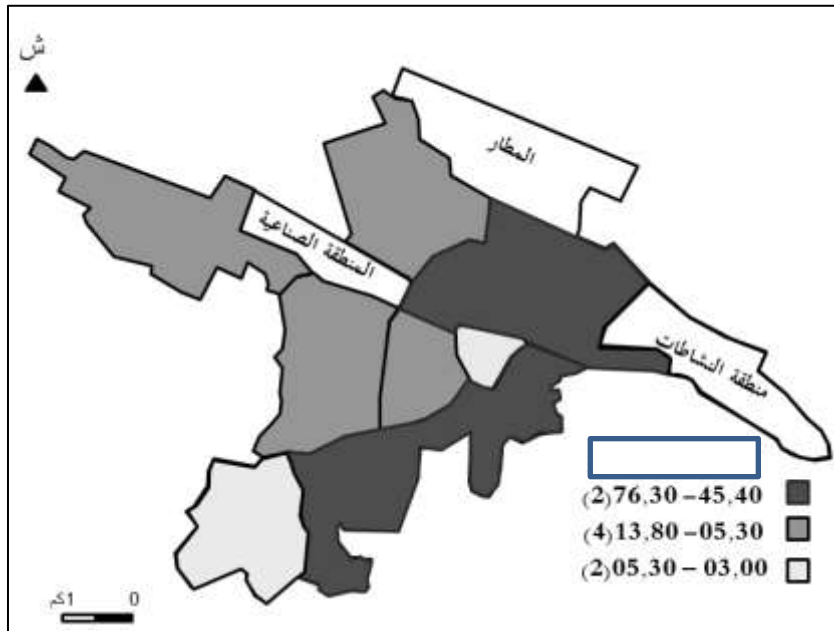 ش
المطار
المنطقة الصناعية
منطقة النشاطات
(2)76,30 – 45,40
(4)13,80 – 05,30
(2)05,30 – 03,00
1كم 0